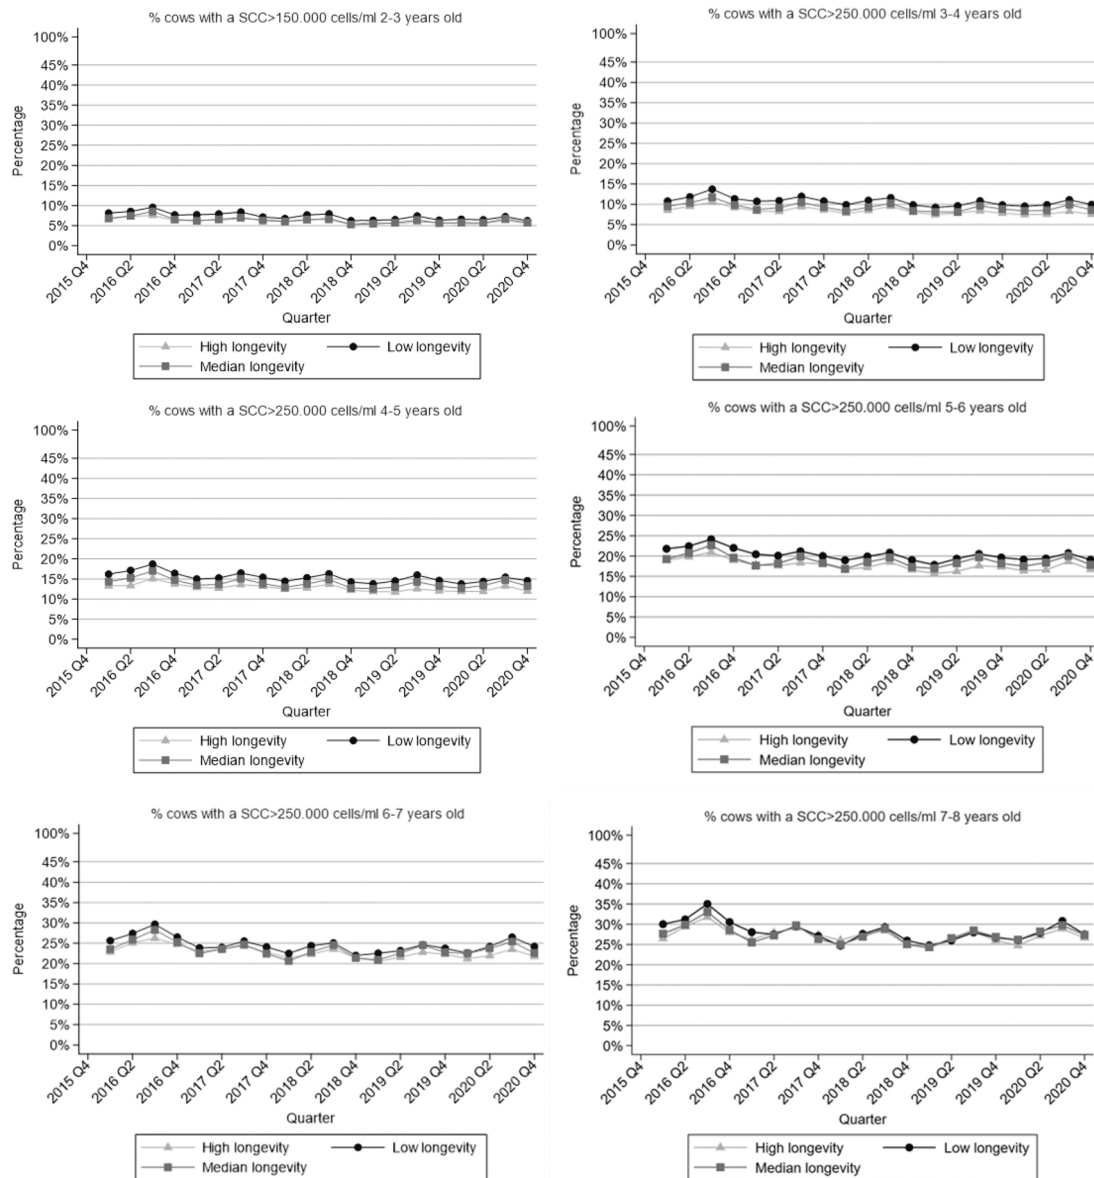 % cows with a SCC>150.000 cells/ml 2-3 years old
100%
45%
40%
35%
30%
25%
20%
15%
10%
5%
0%
Percentage
2015 Q4
2016 Q2
2016 Q4
2017 Q2
2017 Q4
2018 Q2
2018 Q4
2019 Q2
2019 Q4
2020 Q2
2020 Q4
Quarter
High longevity Low longevity
Median longevity
% cows with a SCC>250.000 cells/ml 3-4 years old
100%
45%
40%
35%
30%
25%
20%
15%
10%
5%
0%
Percentage
2015 Q4
2016 Q2
2016 Q4
2017 Q2
2017 Q4
2018 Q2
2018 Q4
2019 Q2
2019 Q4
2020 Q2
2020 Q4
Quarter
High longevity Low longevity
Median longevity
% cows with a SCC>250.000 cells/ml 4-5 years old
100%
45%
40%
35%
30%
25%
20%
15%
10%
5%
0%
Percentage
2015 Q4
2016 Q2
2016 Q4
2017 Q2
2017 Q4
2018 Q2
2018 Q4
2019 Q2
2019 Q4
2020 Q2
2020 Q4
Quarter
High longevity Low longevity
Median longevity
% cows with a SCC>250.000 cells/ml 5-6 years old
100%
45%
40%
35%
30%
25%
20%
15%
10%
5%
0%
Percentage
2015 Q4
2016 Q2
2016 Q4
2017 Q2
2017 Q4
2018 Q2
2018 Q4
2019 Q2
2019 Q4
2020 Q2
2020 Q4
Quarter
High longevity Low longevity
Median longevity
% cows with a SCC>250.000 cells/ml 6-7 years old
100%
45%
40%
35%
30%
25%
20%
15%
10%
5%
0%
Percentage
2015 Q4
2016 Q2
2016 Q4
2017 Q2
2017 Q4
2018 Q2
2018 Q4
2019 Q2
2019 Q4
2020 Q2
2020 Q4
Quarter
High longevity Low longevity
Median longevity
% cows with a SCC>250.000 cells/ml 7-8 years old
100%
45%
40%
35%
30%
25%
20%
15%
10%
5%
0%
Percentage
2015 Q4
2016 Q2
2016 Q4
2017 Q2
2017 Q4
2018 Q2
2018 Q4
2019 Q2
2019 Q4
2020 Q2
2020 Q4
Quarter
High longevity Low longevity
Median longevity